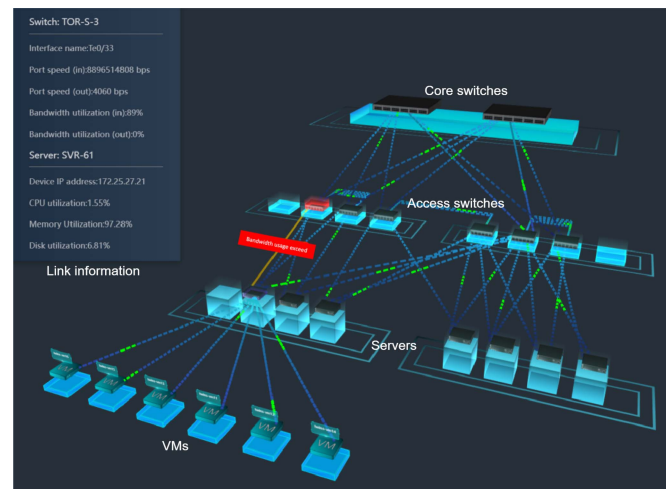 Switch: TOR-S-3
Interface name:Te0/33
Port speed (in):8896514808 bps
Port speed (out):4060 bps
Bandwidth utilization (in):89%
Bandwidth utilization (out):0%
Server: SVR-61
Device IP address:172.25.27.21
CPU utilization:1.55%
Memory Utilization:97.28%
Disk utilization:6.81%
Link information
Core switches
Access switches
Bandwidth usage exceed
Servers
VM
VM
VM
VM
VM
VM
VMs